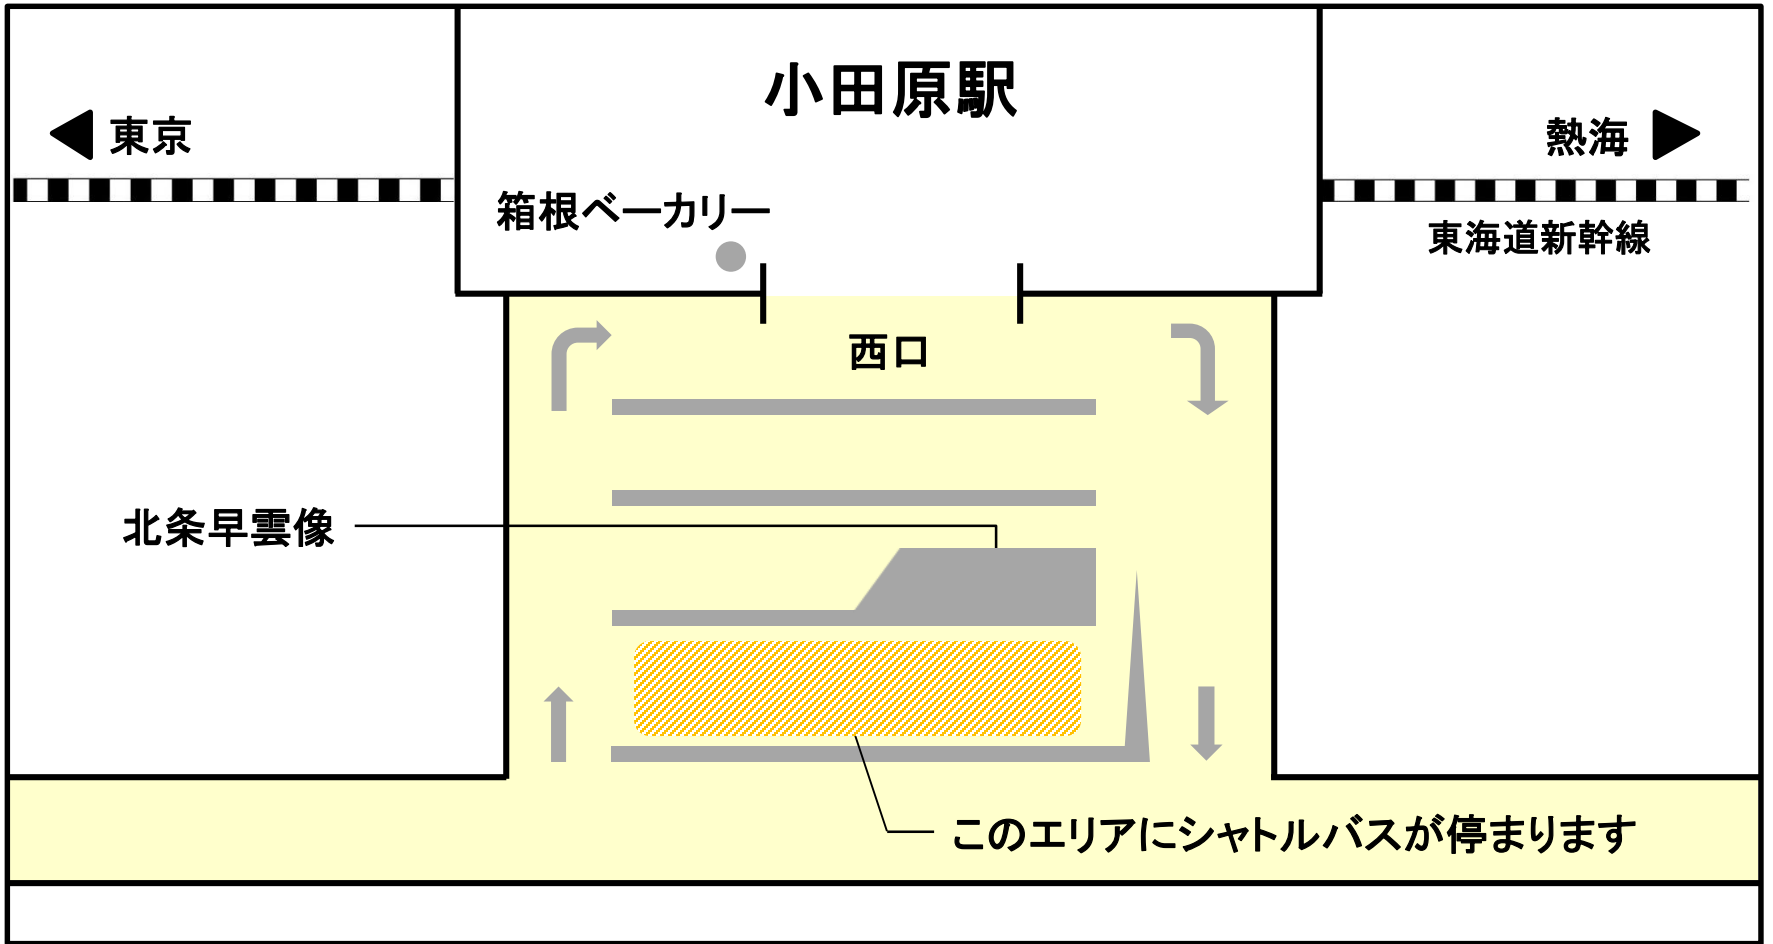 小田原駅
東京
熱海
箱根ベーカリー
東海道新幹線
西口
北条早雲像
このエリアにシャトルバスが停まります